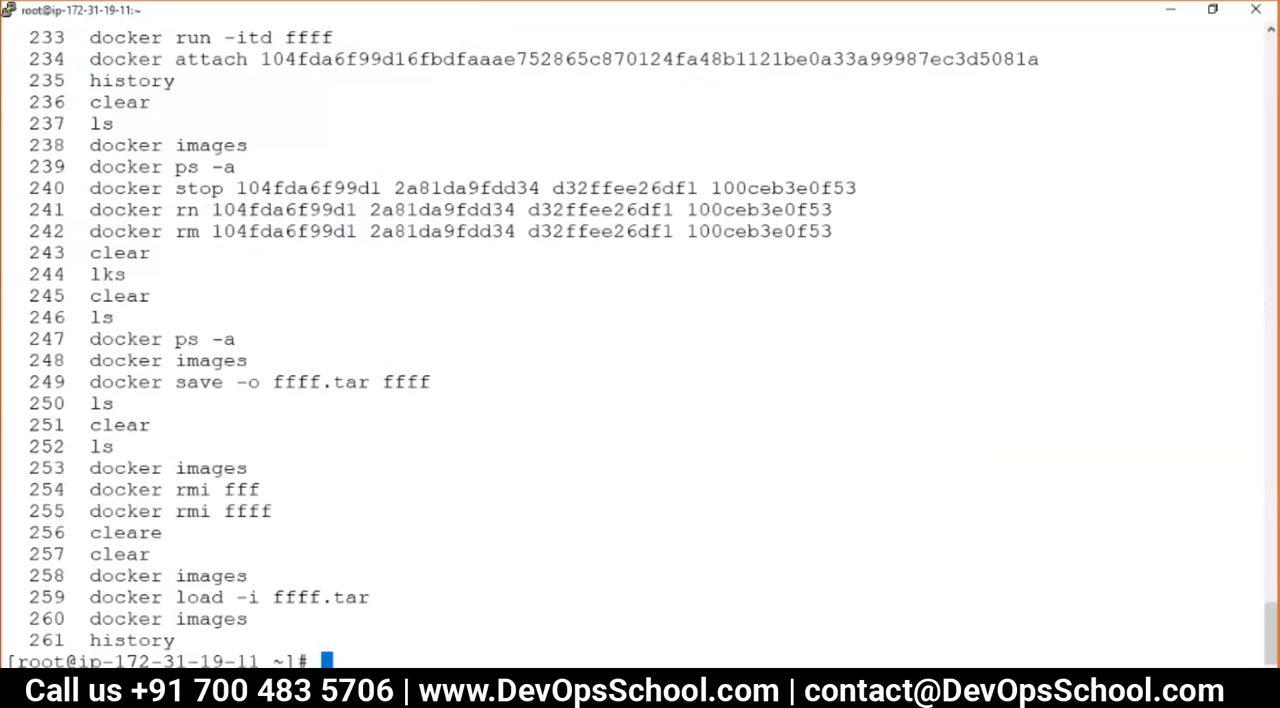 root@ip-172-31-19-11:~
233 docker run -itd ffff
234 docker attach 104fda6f99d16fbdfaaae752865c870124fa48b1121be0a33a99987ec3d5081a
235 history
236 clear
237 ls
238 docker images
239 docker ps -a
240 docker stop 104fda6f99d1 2a81da9fdd34 d32ffee26df1 100ceb3e0f53
241 docker rn 104fda6f99d1 2a81da9fdd34 d32ffee26df1 100ceb3e0f53
242 docker rm 104fda6f99d1 2a81da9fdd34 d32ffee26df1 100ceb3e0f53
243 clear
244 lks
245 clear
246 ls
247 docker ps -a
248 docker images
249 docker save -o ffff.tar ffff
250 ls
251 clear
252 ls
253 docker images
254 docker rmi fff
255 docker rmi ffff
256 cleare
257 clear
258 docker images
259 docker load -i ffff.tar
260 docker images
261 history
[root@ip-172-31-19-11 ~]#
Call us +91 700 483 5706 | www.DevOpsSchool.com | contact@DevOpsSchool.com